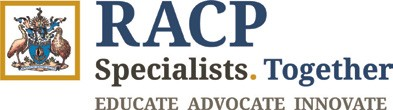 RACP
Specialists. Together
EDUCATE ADVOCATE INNOVATE